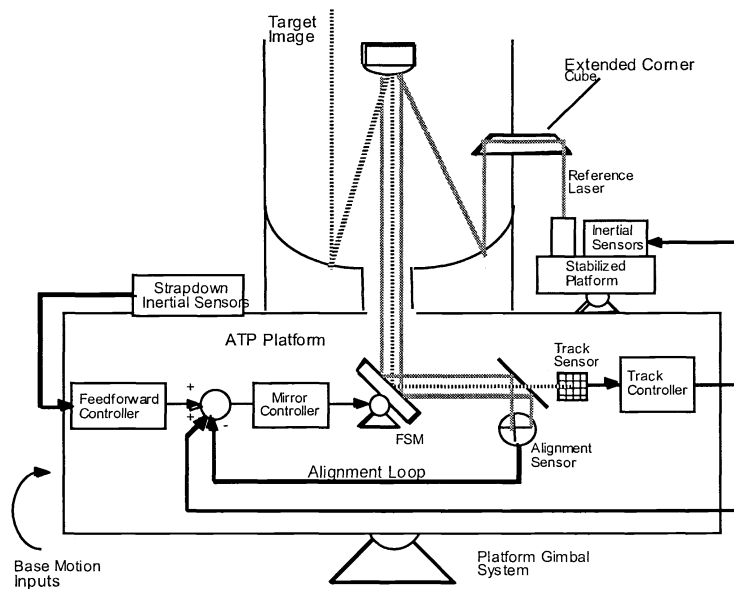 Target
Image
Extended Corner
Cube
Reference
Laser
Inertial
Sensors
Stabilized
Platform
Strapdown
Inertial Sensors
ATP Platform
Track
Sensor
Feedforward
Controller
+
+
-
Mirror
Controller
FSM
Track
Controller
Alignment
Sensor
Alignment Loop
Base Motion
Inputs
Platform Gimbal
System